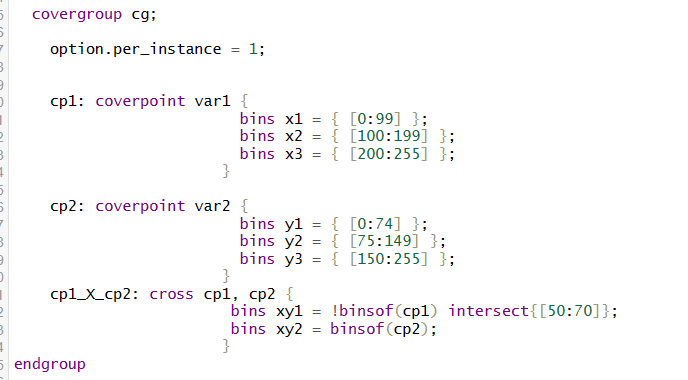 covergroup cg;
option.per_instance = 1;
cp1: coverpoint var1 {
bins x1 = { [0:99] };
bins x2 = { [100:199] };
bins x3 = { [200:255] };
}
cp2: coverpoint var2 {
bins y1 = { [0:74] };
bins y2 = { [75:149] };
bins y3 = { [150:255] };
}
cp1_X_cp2: cross cp1, cp2 {
bins xy1 = !binsof(cp1) intersect{[50:70]};
bins xy2 = binsof(cp2);
}
endgroup